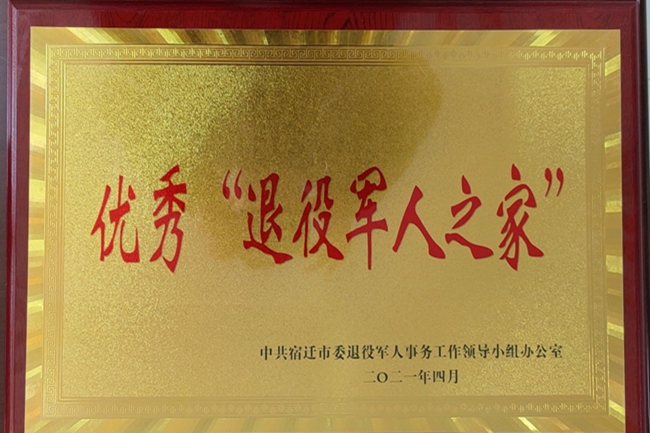 优秀“退役军人之家”
中共宿迁市委退役军人事务工作领导小组办公室
二〇二一年四月